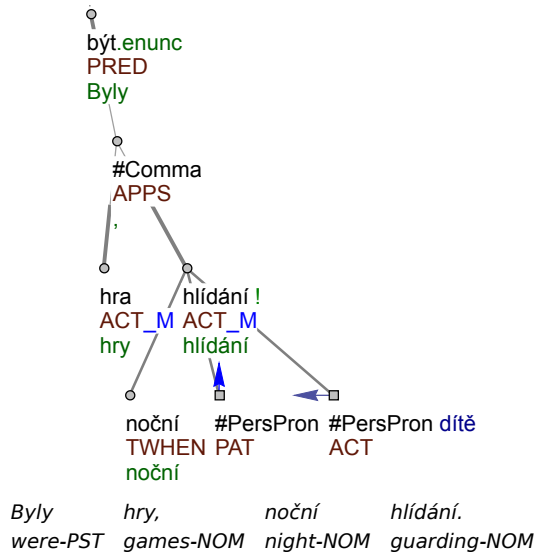 být.enunc
PRED
Byly
#Comma
APPS
,
hra hlídání !
ACT_M ACT_M
hry hlídání
noční #PersPron #PersPron dítě
TWHEN PAT ACT
noční
Byly hry, noční hlídání.
were-PST games-NOM night-NOM guarding-NOM